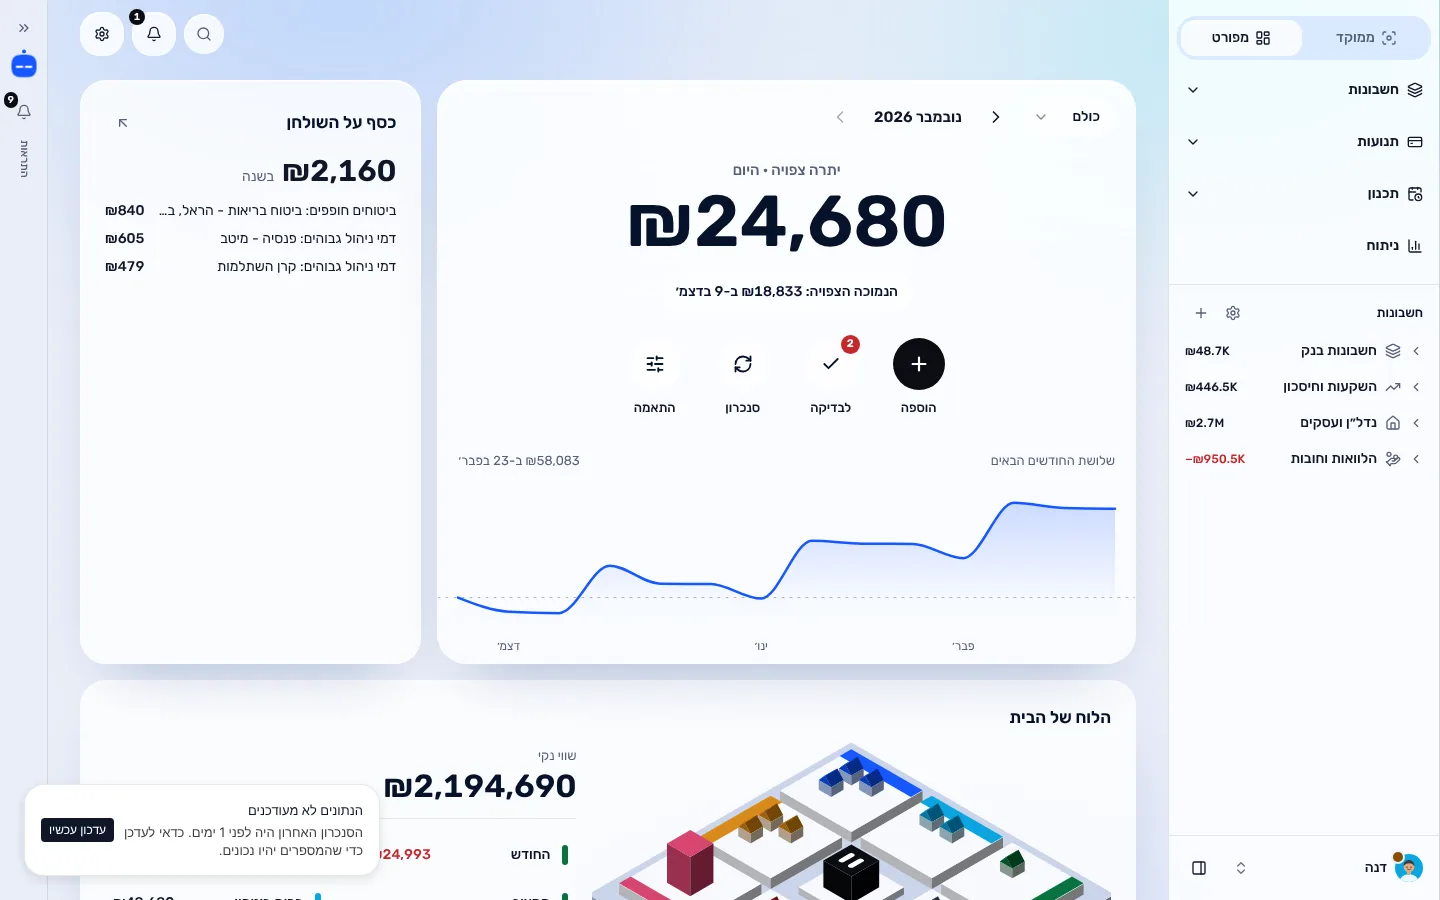 ממוקד
מפורט
חשבונות
תנועות
תכנון
ניתוח
חשבונות
חשבונות בנק
₪48.7K
השקעות וחיסכון
₪446.5K
נדל״ן ועסקים
₪2.7M
הלוואות וחובות
−₪950.5K
דנה
1
כולם
נובמבר 2026
יתרה צפויה • היום
₪24,680
הנמוכה הצפויה: ₪18,833 ב-9 בדצמ׳
2
הוספה
לבדיקה
סנכרון
התאמה
שלושת החודשים הבאים
₪58,083 ב-23 בפבר׳
דצמ׳
ינו׳
פבר׳
כסף על השולחן
₪2,160 בשנה
ביטוחים חופפים: ביטוח בריאות - הראל, ב...
₪840
דמי ניהול גבוהים: פנסיה - מיטב
₪605
דמי ניהול גבוהים: קרן השתלמות
₪479
הלוח של הבית
שווי נקי
₪2,194,690
החודש
24,993
הנתונים לא מעודכנים
הסנכרון האחרון היה לפני 1 ימים. כדאי לעדכן
כדי שהמספרים יהיו נכונים.
עדכון עכשיו
9
התראות